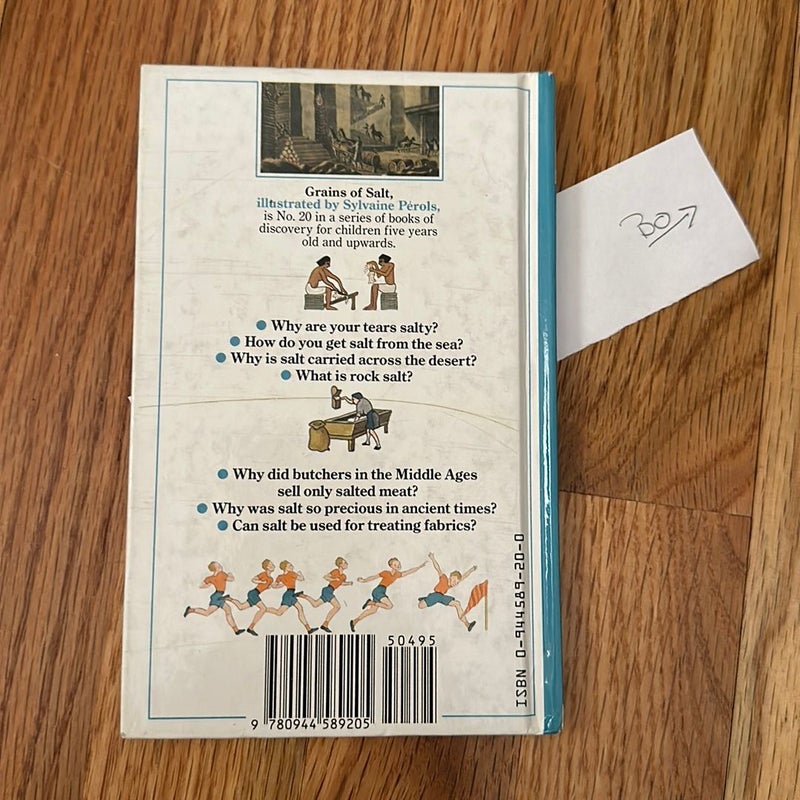 Grains of Salt,
illustrated by Sylvaine Pérols,
is No. 20 in a series of books of
discovery for children five years
old and upwards.
● Why are your tears salty?
● How do you get salt from the sea?
● Why is salt carried across the desert?
● What is rock salt?
● Why did butchers in the Middle Ages
sell only salted meat?
● Why was salt so precious in ancient times?
● Can salt be used for treating fabrics?
50495
9 780944 589205
ISBN 0-944589-20-0